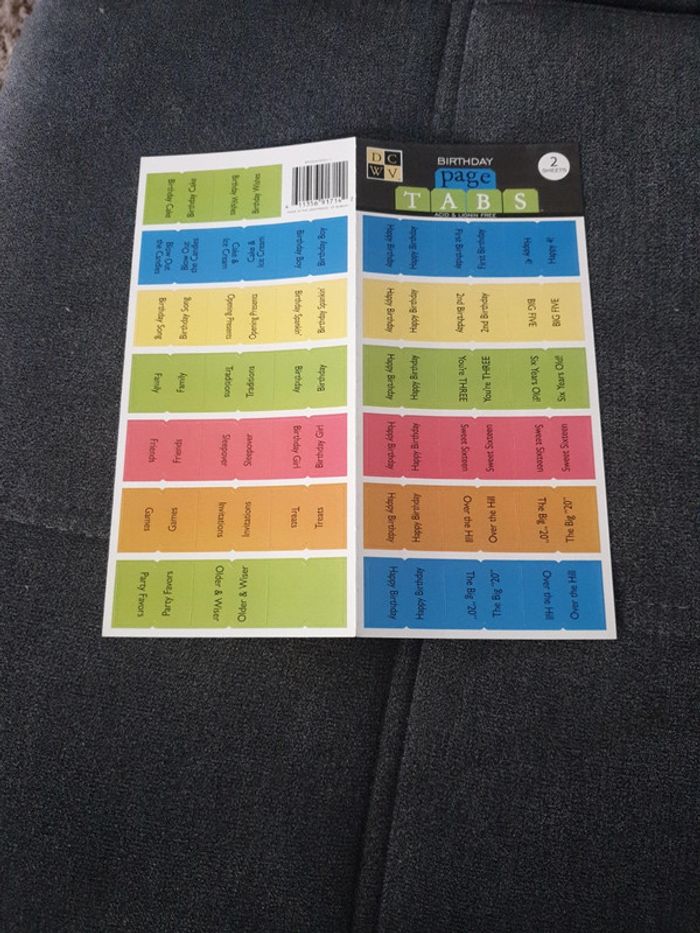 Birthday Cake
Birthday Cake
Birthday Wishes
Birthday Wishes
Blow Out
the Candles
Blow Out
the Candles
Cake &
Ice Cream
Cake &
Ice Cream
Birthday Boy
Birthday Boy
Birthday Song
Birthday Song
Opening Presents
Opening Presents
Birthday Spankin'
Birthday Spankin'
Family
Family
Traditions
Traditions
Birthday
Birthday
Friends
Friends
Sleepover
Sleepover
Birthday Girl
Birthday Girl
Games
Games
Invitations
Invitations
Treats
Treats
Party Favors
Party Favors
Older & Wiser
Older & Wiser
DC
WV
BIRTHDAY
page
TABS
ACID & LIGNIN FREE
2
SHEETS
Happy Birthday
Happy Birthday
First Birthday
First Birthday
Happy 4!
Happy 4!
Happy Birthday
Happy Birthday
2nd Birthday
2nd Birthday
BIG FIVE
BIG FIVE
Happy Birthday
Happy Birthday
You're THREE
You're THREE
Six Years Old!
Six Years Old!
Happy Birthday
Happy Birthday
Sweet Sixteen
Sweet Sixteen
Sweet Sixteen
Sweet Sixteen
Happy Birthday
Happy Birthday
Over the Hill
Over the Hill
The Big "20"
The Big "20"
Happy Birthday
Happy Birthday
The Big "20"
The Big "20"
Over the Hill
Over the Hill